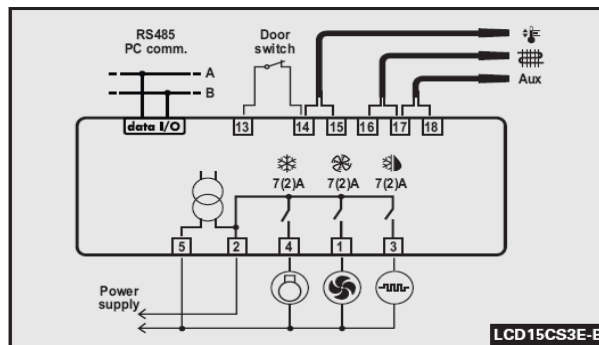 RS485
PC comm.
Door
switch
A
B
Aux
data I/O
13
14
15
16
17
18
7(2)A
7(2)A
7(2)A
5
2
4
1
3
Power
supply
LCD15CS3E-B